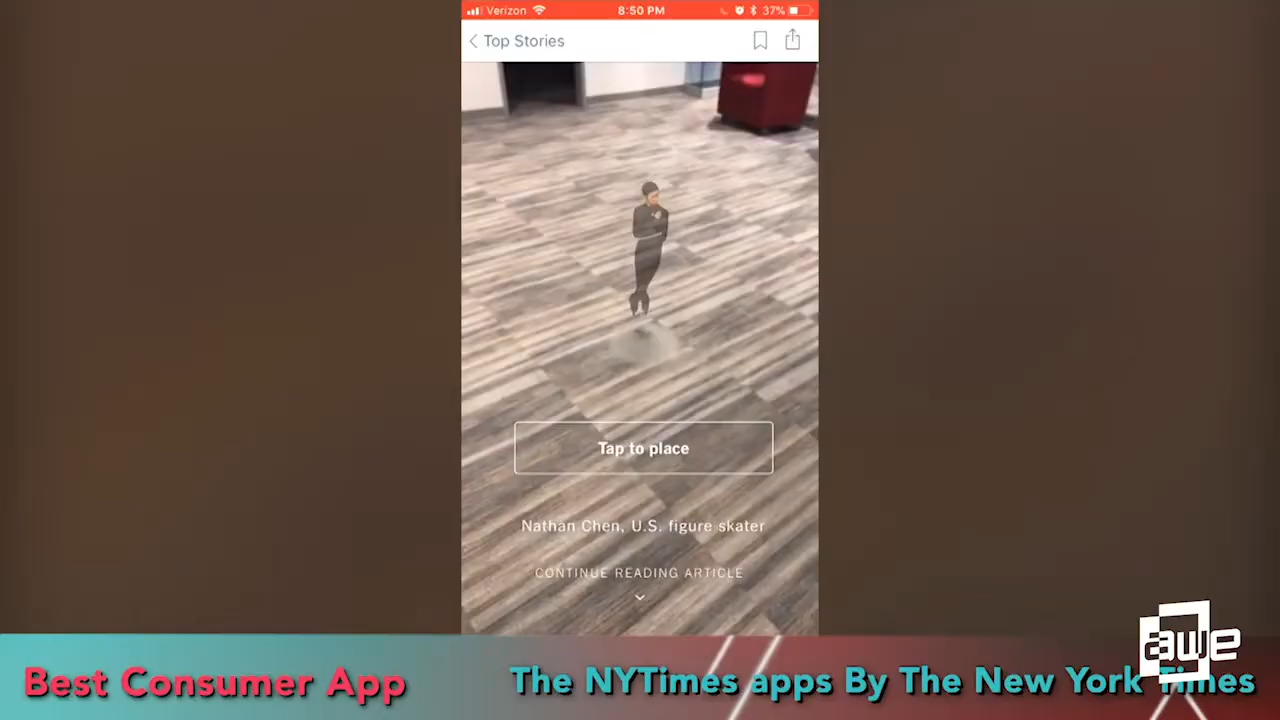 Verizon 8:50 PM 37%
Top Stories
Tap to place
Nathan Chen, U.S. figure skater
CONTINUE READING ARTICLE
awe
Best Consumer App The NYTimes apps By The New York Times